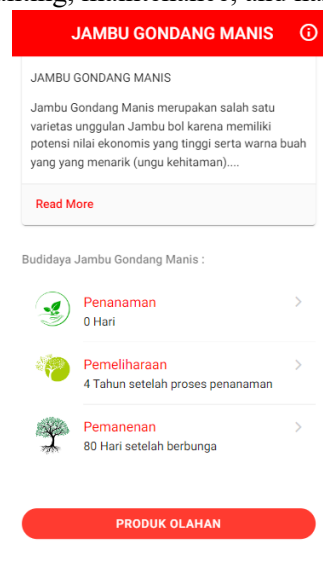 JAMBU GONDANG MANIS
JAMBU GONDANG MANIS
Jambu Gondang Manis merupakan salah satu
varietas unggulan Jambu bol karena memiliki
potensi nilai ekonomis yang tinggi serta warna buah
yang yang menarik (ungu kehitaman)....
Read More
Budidaya Jambu Gondang Manis :
Penanaman
0 Hari
Pemeliharaan
4 Tahun setelah proses penanaman
Pemanenan
80 Hari setelah berbunga
PRODUK OLAHAN